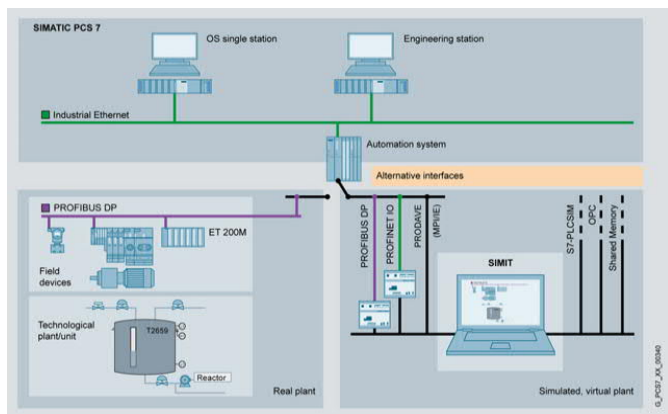 SIMATIC PCS 7
OS single station
Engineering station
Industrial Ethernet
Automation system
Alternative interfaces
PROFIBUS DP
ET 200M
Field
devices
Technological
plant/unit
T2659
Reactor
Real plant
PROFIBUS DP
PROFINET IO
PRODAVE
(MPI/IE)
SIMIT
S7-PLCSIM
OPC
Shared Memory
Simulated, virtual plant
G_PCS7_XX_00340